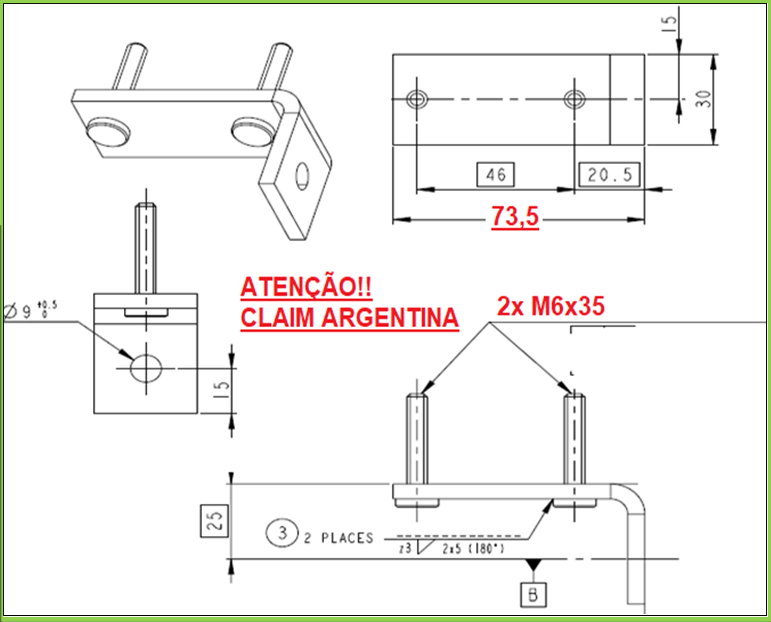 15
30
46
20.5
73,5
ATENÇÃO!!
CLAIM ARGENTINA
2x M6x35
Ø9 +0.5
0
15
25
3 2 PLACES
z3 2x5 (180°)
B